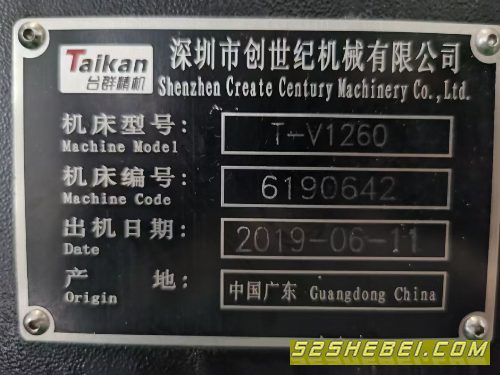 Taikan
台群精机
深圳市创世纪机械有限公司
Shenzhen Create Century Machinery Co.,Ltd.
机床型号: T-V1260
Machine Model
机床编号: 6190642
Machine Code
出机日期: 2019-06-11
Date
产 地: 中国广东 Guangdong China
Origin
52SHEBEI.COM